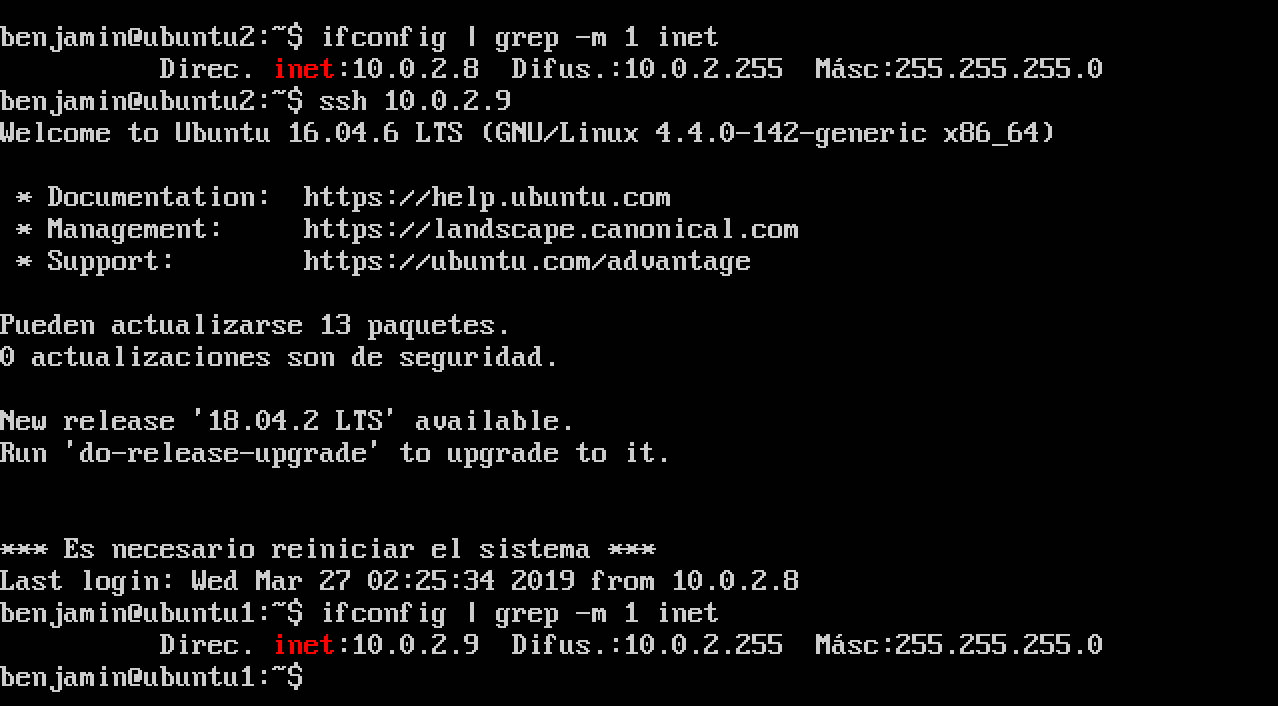 benjamin@ubuntu2:~$ ifconfig | grep -m 1 inet
          Direc. inet:10.0.2.8  Difus.:10.0.2.255  Másc:255.255.255.0
benjamin@ubuntu2:~$ ssh 10.0.2.9
Welcome to Ubuntu 16.04.6 LTS (GNU/Linux 4.4.0-142-generic x86_64)

 * Documentation:  https://help.ubuntu.com
 * Management:     https://landscape.canonical.com
 * Support:        https://ubuntu.com/advantage

Pueden actualizarse 13 paquetes.
0 actualizaciones son de seguridad.

New release '18.04.2 LTS' available.
Run 'do-release-upgrade' to upgrade to it.


*** Es necesario reiniciar el sistema ***
Last login: Wed Mar 27 02:25:34 2019 from 10.0.2.8
benjamin@ubuntu1:~$ ifconfig | grep -m 1 inet
          Direc. inet:10.0.2.9  Difus.:10.0.2.255  Másc:255.255.255.0
benjamin@ubuntu1:~$